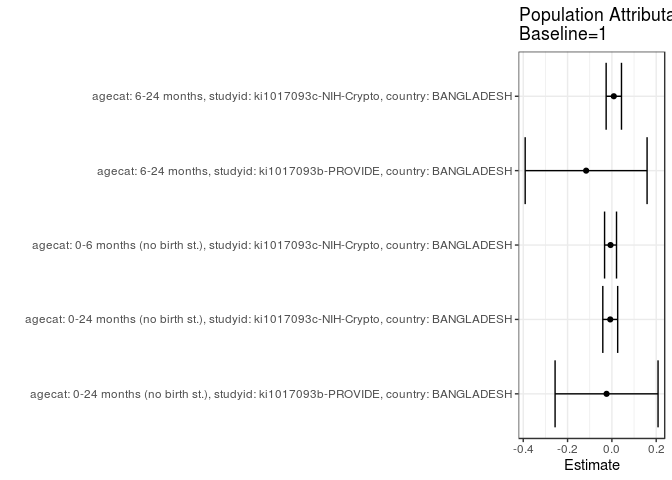 Population Attributa
Baseline=1
agecat: 6-24 months, studyid: ki1017093c-NIH-Crypto, country: BANGLADESH
agecat: 6-24 months, studyid: ki1017093b-PROVIDE, country: BANGLADESH
agecat: 0-6 months (no birth st.), studyid: ki1017093c-NIH-Crypto, country: BANGLADESH
agecat: 0-24 months (no birth st.), studyid: ki1017093c-NIH-Crypto, country: BANGLADESH
agecat: 0-24 months (no birth st.), studyid: ki1017093b-PROVIDE, country: BANGLADESH
-0.4 -0.2 0.0 0.2
Estimate